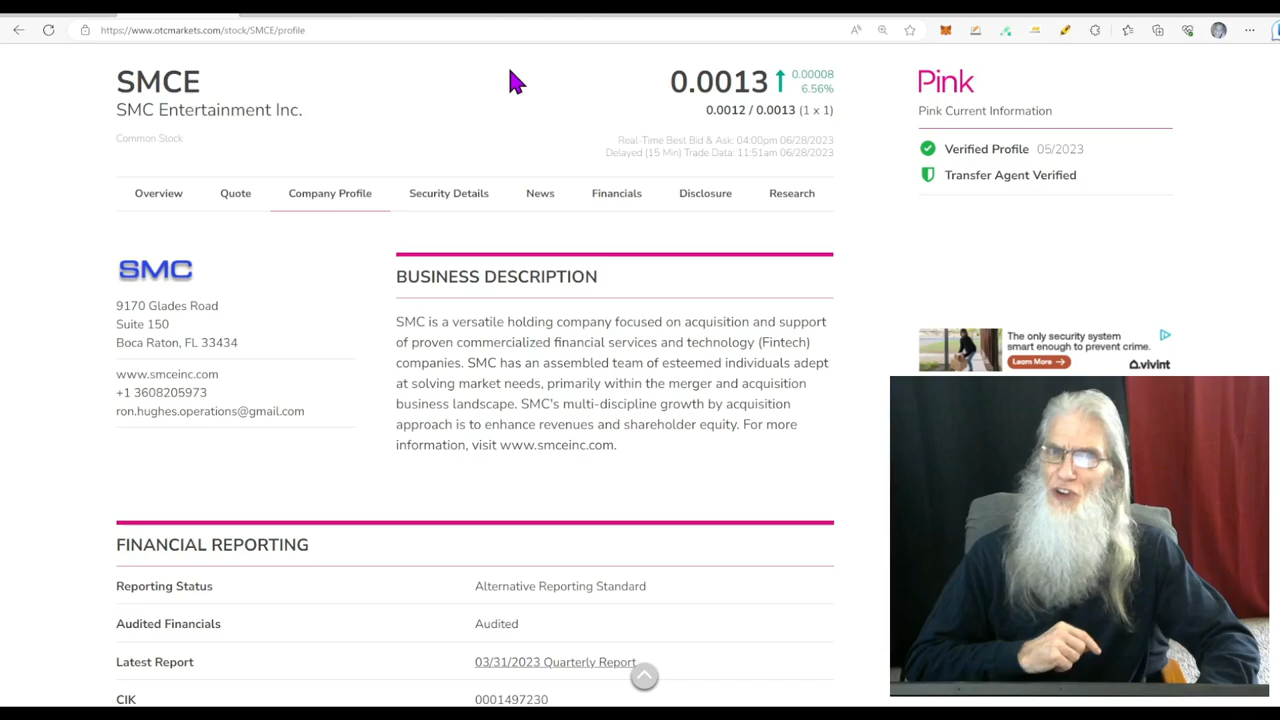 https://www.otcmarkets.com/stock/SMCE/profile
SMCE
SMC Entertainment Inc.
Common Stock
0.0013
0.00008
6.56%
0.0012 / 0.0013 (1 x 1)
Real-Time Best Bid & Ask: 04:00pm 06/28/2023
Delayed (15 Min) Trade Data: 11:51am 06/28/2023
Pink
Pink Current Information
Verified Profile 05/2023
Transfer Agent Verified
Overview Quote Company Profile Security Details News Financials Disclosure Research
SMC
9170 Glades Road
Suite 150
Boca Raton, FL 33434
www.smceinc.com
+1 3608205973
ron.hughes.operations@gmail.com
BUSINESS DESCRIPTION
SMC is a versatile holding company focused on acquisition and support
of proven commercialized financial services and technology (Fintech)
companies. SMC has an assembled team of esteemed individuals adept
at solving market needs, primarily within the merger and acquisition
business landscape. SMC's multi-discipline growth by acquisition
approach is to enhance revenues and shareholder equity. For more
information, visit www.smceinc.com.
The only security system
smart enough to prevent crime.
Learn More
vivint
FINANCIAL REPORTING
Reporting Status Alternative Reporting Standard
Audited Financials Audited
Latest Report 03/31/2023 Quarterly Report
CIK 0001497230